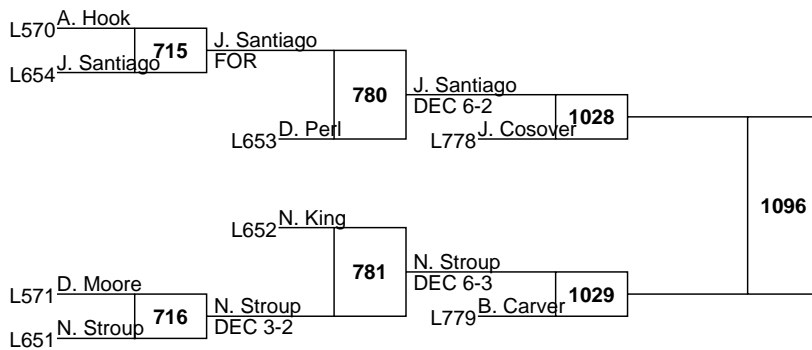 L570 A. Hook
715
J. Santiago
FOR
L654 J. Santiago
780
J. Santiago
DEC 6-2
1028
L653 D. Perl
L778 J. Cosover
1096
L652 N. King
781
N. Stroup
DEC 6-3
1029
L571 D. Moore
716
N. Stroup
DEC 3-2
B. Carver
L779
L651 N. Stroup